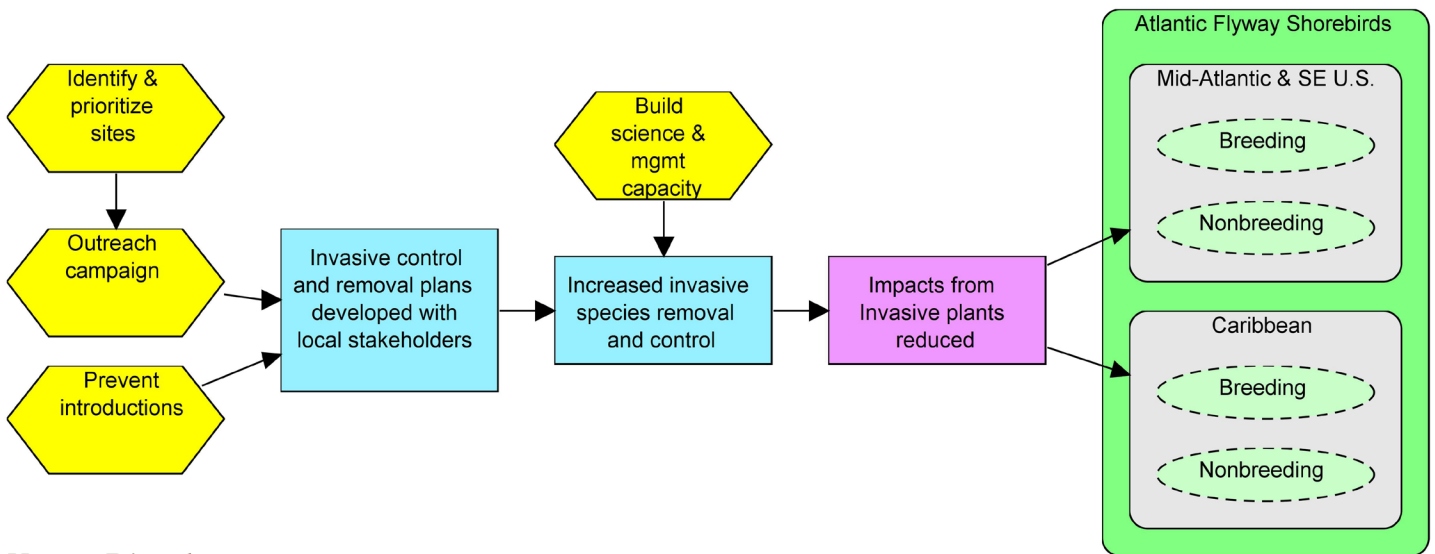 Identify &
prioritize
sites
Outreach
campaign
Prevent
introductions
Invasive control
and removal plans
developed with
local stakeholders
Build
science &
mgmt
capacity
Increased invasive
species removal
and control
Impacts from
Invasive plants
reduced
Atlantic Flyway Shorebirds
Mid-Atlantic & SE U.S.
Breeding
Nonbreeding
Caribbean
Breeding
Nonbreeding